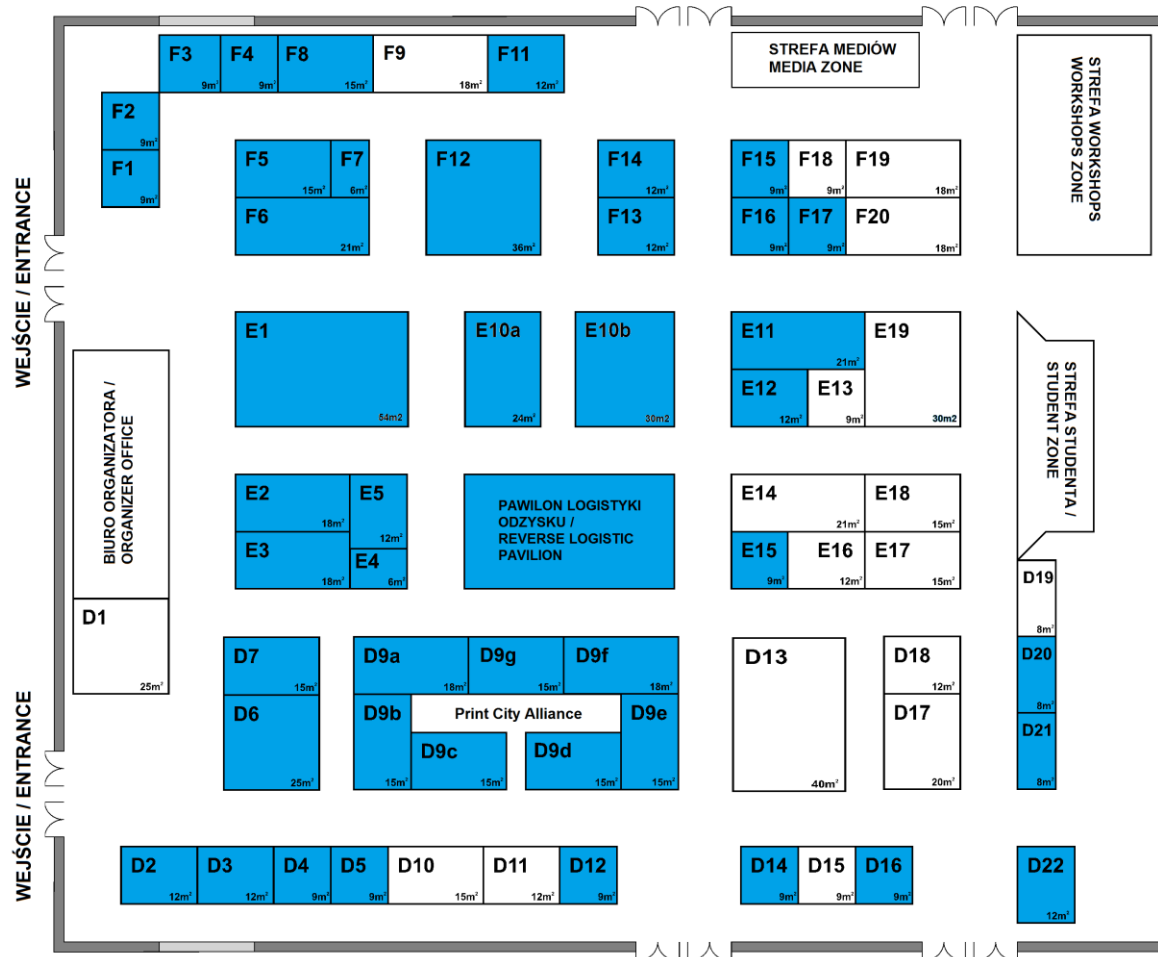 F3
9m²
F4
9m²
F8
15m²
F9
18m²
F11
12m²
STREFA MEDIÓW
MEDIA ZONE
STREFA WORKSHOPS
WORKSHOPS ZONE
F2
9m²
F1
9m²
F5
15m²
F7
6m²
F6
21m²
F12
36m²
F14
12m²
F13
12m²
F15
9m²
F18
9m²
F19
18m²
F16
9m²
F17
9m²
F20
18m²
WEJŚCIE / ENTRANCE
BIURO ORGANIZATORA /
ORGANIZER OFFICE
E1
54m2
E10a
24m²
E10b
30m2
E11
21m²
E12
12m²
E13
9m²
E19
30m2
STREFA STUDENTA /
STUDENT ZONE
E2
18m²
E5
12m²
E3
18m²
E4
6m²
PAWILON LOGISTYKI
ODZYSKU /
REVERSE LOGISTIC
PAVILION
E14
21m²
E18
15m²
E15
9m²
E16
12m²
E17
15m²
D1
25m²
D19
8m²
D20
8m²
D21
8m²
WEJŚCIE / ENTRANCE
D7
15m²
D6
25m²
D9a
18m²
D9g
15m²
D9f
18m²
D9b
15m²
Print City Alliance
D9e
15m²
D9c
15m²
D9d
15m²
D13
40m²
D18
12m²
D17
20m²
D2
12m²
D3
12m²
D4
9m²
D5
9m²
D10
15m²
D11
12m²
D12
9m²
D14
9m²
D15
9m²
D16
9m²
D22
12m²